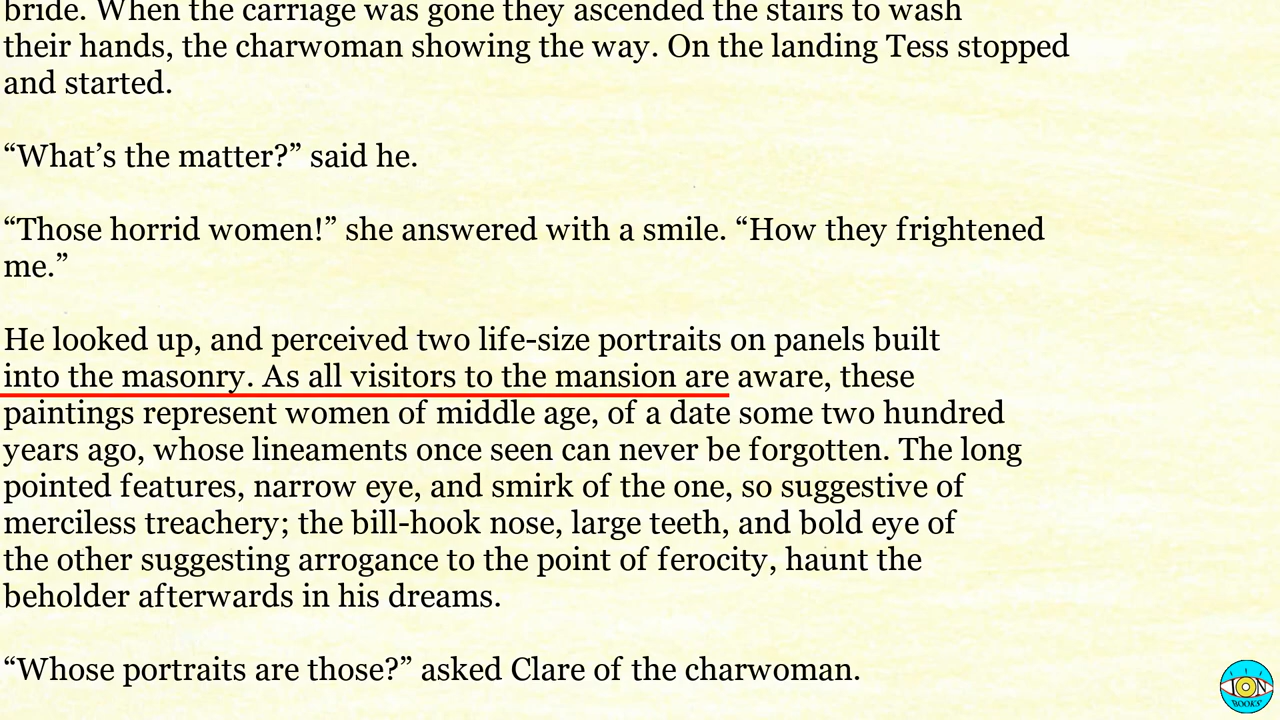 bride. When the carriage was gone they ascended the stairs to wash
their hands, the charwoman showing the way. On the landing Tess stopped
and started.
“What’s the matter?” said he.
“Those horrid women!” she answered with a smile. “How they frightened
me.”
He looked up, and perceived two life-size portraits on panels built
into the masonry. As all visitors to the mansion are aware, these
paintings represent women of middle age, of a date some two hundred
years ago, whose lineaments once seen can never be forgotten. The long
pointed features, narrow eye, and smirk of the one, so suggestive of
merciless treachery; the bill-hook nose, large teeth, and bold eye of
the other suggesting arrogance to the point of ferocity, haunt the
beholder afterwards in his dreams.
“Whose portraits are those?” asked Clare of the charwoman.
ION
BOOKS